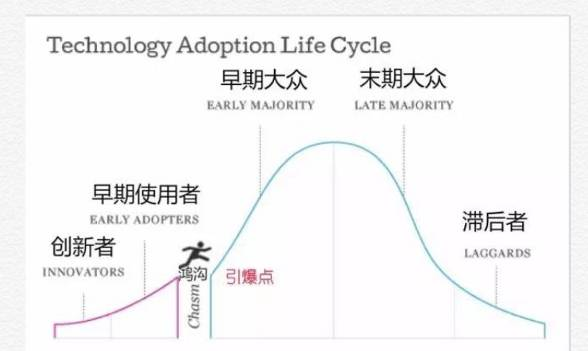 Technology Adoption Life Cycle
早期大众
EARLY MAJORITY
末期大众
LATE MAJORITY
早期使用者
EARLY ADOPTERS
创新者
INNOVATORS
鸿沟
Chasm
引爆点
滞后者
LAGGARDS